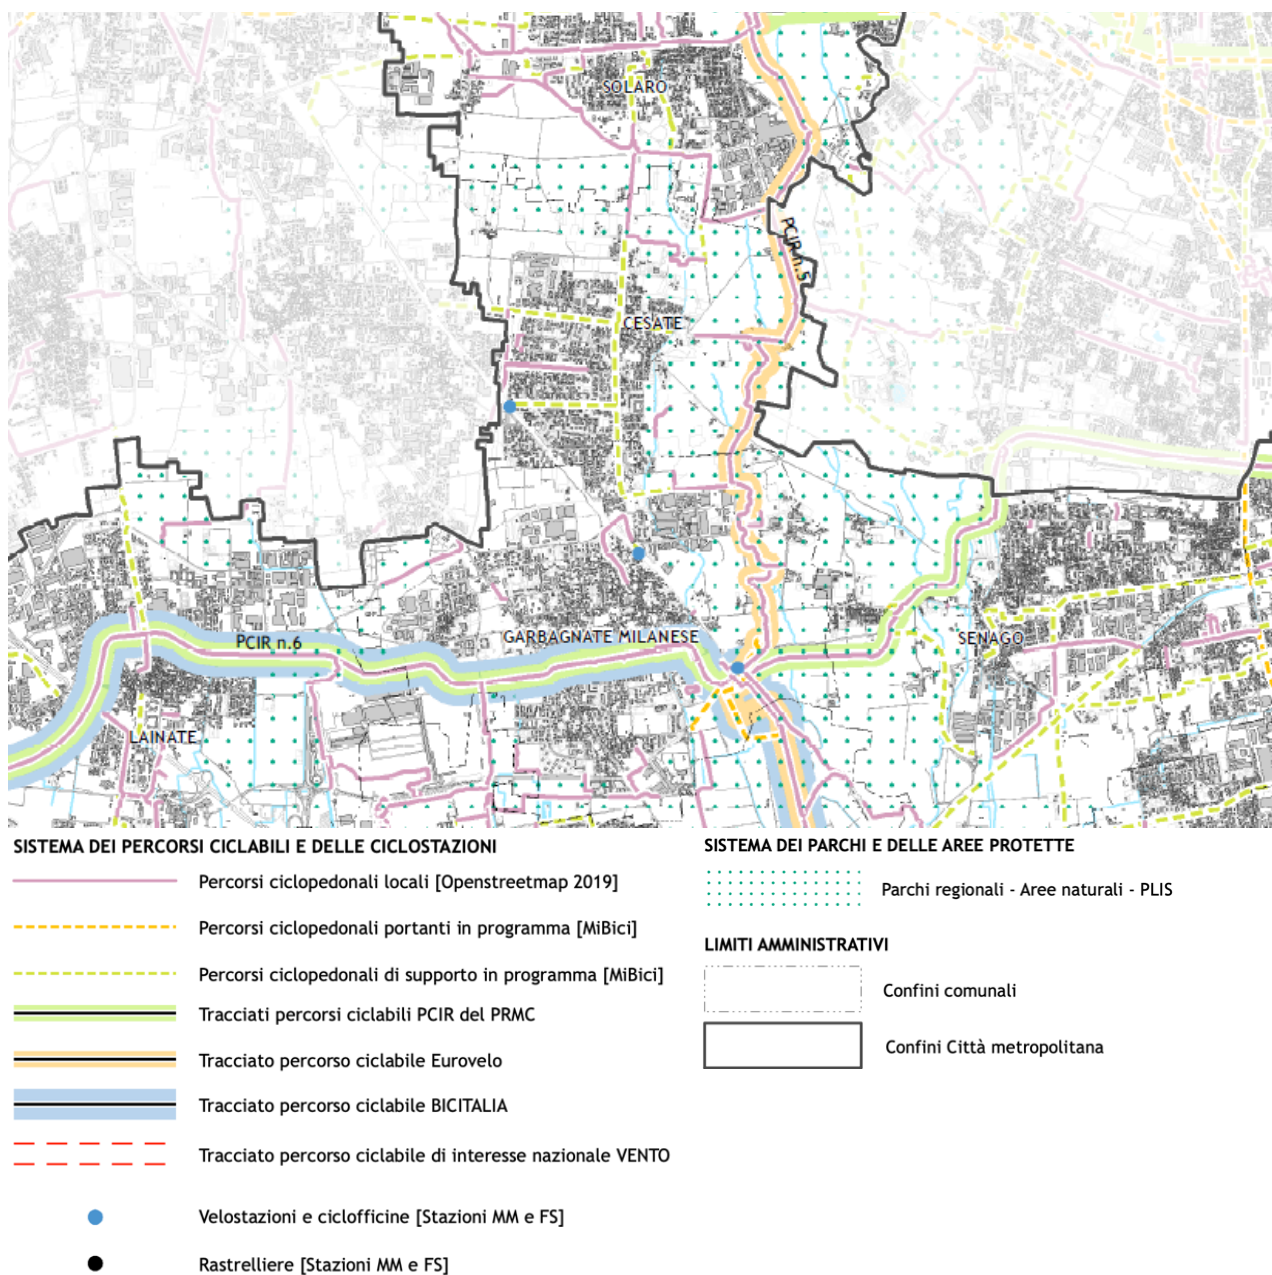 SOLARO
PCIR n.5
CESATE
GARBAGNATE MILANESE
SENAGO
PCIR n.6
LAINATE
SISTEMA DEI PERCORSI CICLABILI E DELLE CICLOSTAZIONI
Percorsi ciclopedonali locali [Openstreetmap 2019]
Percorsi ciclopedonali portanti in programma [MiBici]
Percorsi ciclopedonali di supporto in programma [MiBici]
Tracciati percorsi ciclabili PCIR del PRMC
Tracciato percorso ciclabile Eurovelo
Tracciato percorso ciclabile BICITALIA
Tracciato percorso ciclabile di interesse nazionale VENTO
Velostazioni e ciclofficine [Stazioni MM e FS]
Rastrelliere [Stazioni MM e FS]
SISTEMA DEI PARCHI E DELLE AREE PROTETTE
Parchi regionali - Aree naturali - PLIS
LIMITI AMMINISTRATIVI
Confini comunali
Confini Città metropolitana